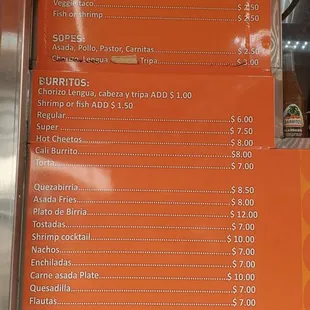 Veggie taco $ 2.50
Fish or shrimp $ 2.50
SOPES:
Asada, Pollo, Pastor, Carnitas $ 2.50
Chorizo, Lengua, Tripa $ 3.00
BURRITOS:
Chorizo Lengua, cabeza y tripa ADD $ 1.00
Shrimp or fish ADD $ 1.50
Regular $ 6.00
Super $ 7.50
Hot Cheetos $ 8.00
Cali Burrito $8.00
Torta $ 7.00
Quezabirria $ 8.50
Asada Fries $ 8.00
Plato de Birria $ 12.00
Tostadas $ 7.00
Shrimp cocktail $ 10.00
Nachos $ 7.00
Enchiladas $ 7.00
Carne asada Plate $ 10.00
Quesadilla $ 7.00
Flautas $ 7.00